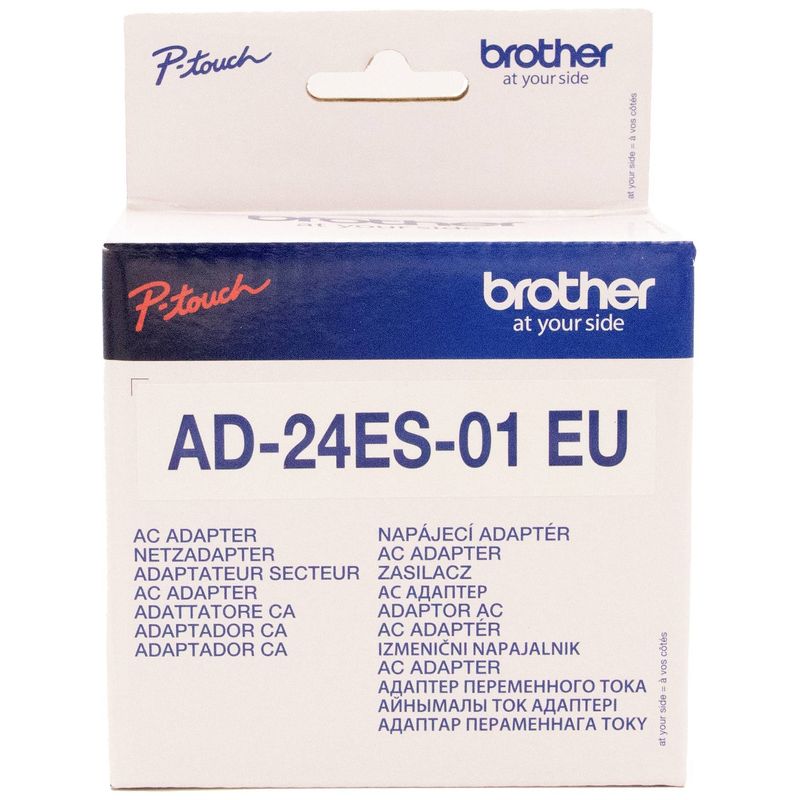 P-touch
brother
at your side
at your side = à vos côtés
brother
at your side
P-touch
brother
at your side
AD-24ES-01 EU
AC ADAPTER
NETZADAPTER
ADAPTATEUR SECTEUR
AC ADAPTER
ADATTATORE CA
ADAPTADOR CA
ADAPTADOR CA
NAPÁJECÍ ADAPTÉR
AC ADAPTER
ZASILACZ
АС АДАПТЕР
ADAPTOR AC
AC ADAPTÉR
IZMENIČNI NAPAJALNIK
AC ADAPTER
АДАПТЕР ПЕРЕМЕННОГО ТОКА
АЙНЫМАЛЫ ТОК АДАПТЕРІ
АДАПТАР ПЕРАМЕННАГА ТОКУ
at your side = à vos côtés